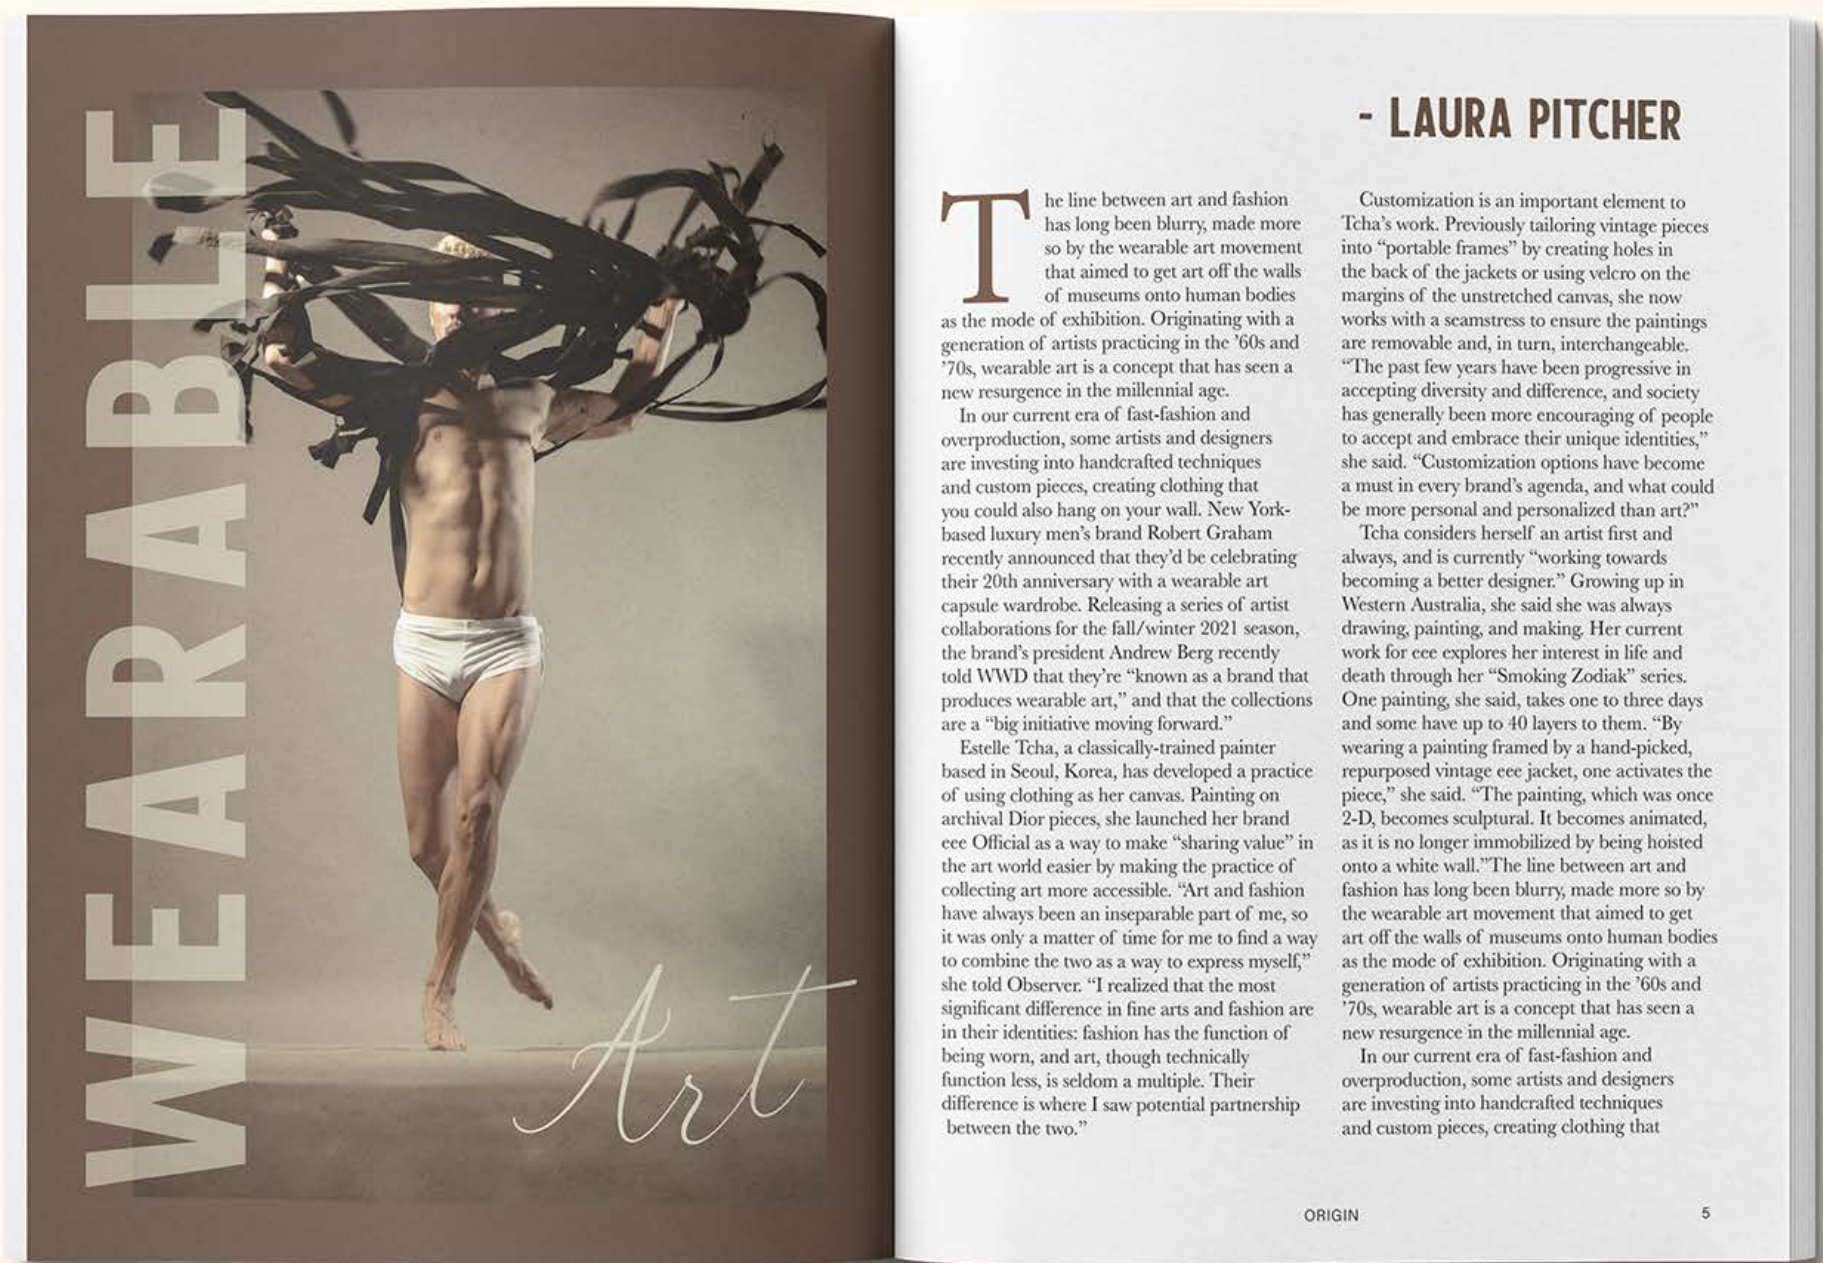 WEARABLE
Art
- LAURA PITCHER
The line between art and fashion
has long been blurry, made more
so by the wearable art movement
that aimed to get art off the walls
of museums onto human bodies
as the mode of exhibition. Originating with a
generation of artists practicing in the ’60s and
’70s, wearable art is a concept that has seen a
new resurgence in the millennial age.
In our current era of fast-fashion and
overproduction, some artists and designers
are investing into handcrafted techniques
and custom pieces, creating clothing that
you could also hang on your wall. New York-
based luxury men’s brand Robert Graham
recently announced that they’d be celebrating
their 20th anniversary with a wearable art
capsule wardrobe. Releasing a series of artist
collaborations for the fall/winter 2021 season,
the brand’s president Andrew Berg recently
told WWD that they’re “known as a brand that
produces wearable art,” and that the collections
are a “big initiative moving forward.”
Estelle Tcha, a classically-trained painter
based in Seoul, Korea, has developed a practice
of using clothing as her canvas. Painting on
archival Dior pieces, she launched her brand
eee Official as a way to make “sharing value” in
the art world easier by making the practice of
collecting art more accessible. “Art and fashion
have always been an inseparable part of me, so
it was only a matter of time for me to find a way
to combine the two as a way to express myself,”
she told Observer. “I realized that the most
significant difference in fine arts and fashion are
in their identities: fashion has the function of
being worn, and art, though technically
function less, is seldom a multiple. Their
difference is where I saw potential partnership
between the two.”
Customization is an important element to
Tcha’s work. Previously tailoring vintage pieces
into “portable frames” by creating holes in
the back of the jackets or using velcro on the
margins of the unstretched canvas, she now
works with a seamstress to ensure the paintings
are removable and, in turn, interchangeable.
“The past few years have been progressive in
accepting diversity and difference, and society
has generally been more encouraging of people
to accept and embrace their unique identities,”
she said. “Customization options have become
a must in every brand’s agenda, and what could
be more personal and personalized than art?”
Tcha considers herself an artist first and
always, and is currently “working towards
becoming a better designer.” Growing up in
Western Australia, she said she was always
drawing, painting, and making. Her current
work for eee explores her interest in life and
death through her “Smoking Zodiak” series.
One painting, she said, takes one to three days
and some have up to 40 layers to them. “By
wearing a painting framed by a hand-picked,
repurposed vintage eee jacket, one activates the
piece,” she said. “The painting, which was once
2-D, becomes sculptural. It becomes animated,
as it is no longer immobilized by being hoisted
onto a white wall.”The line between art and
fashion has long been blurry, made more so by
the wearable art movement that aimed to get
art off the walls of museums onto human bodies
as the mode of exhibition. Originating with a
generation of artists practicing in the ’60s and
’70s, wearable art is a concept that has seen a
new resurgence in the millennial age.
In our current era of fast-fashion and
overproduction, some artists and designers
are investing into handcrafted techniques
and custom pieces, creating clothing that
ORIGIN
5